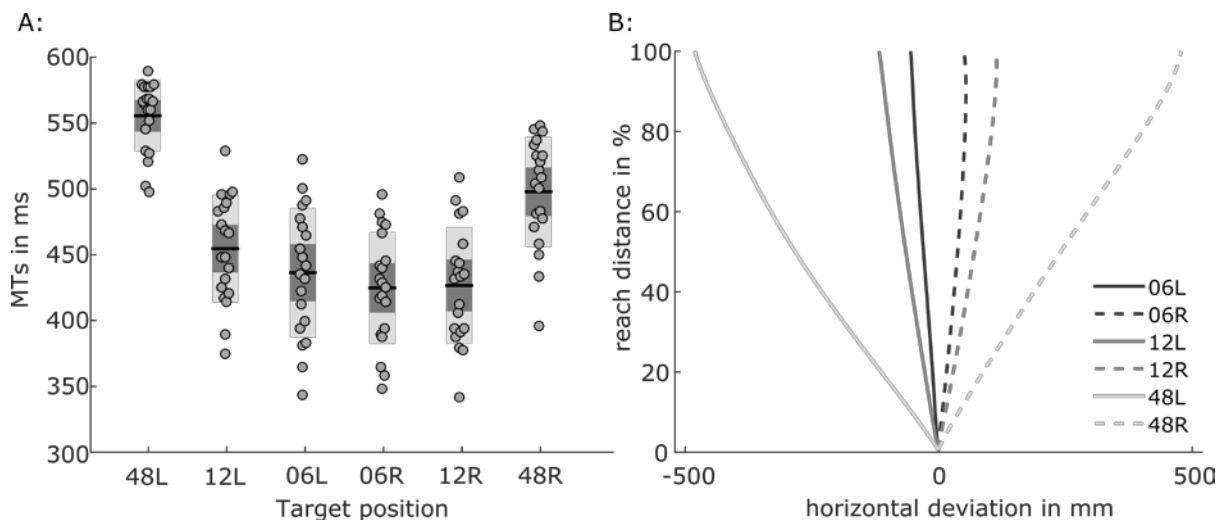 A:
600
550
500
450
400
350
300
MTs in ms
48L 12L 06L 06R 12R 48R
Target position
B:
100
80
60
40
20
0
reach distance in %
-500 0 500
horizontal deviation in mm
06L
06R
12L
12R
48L
48R